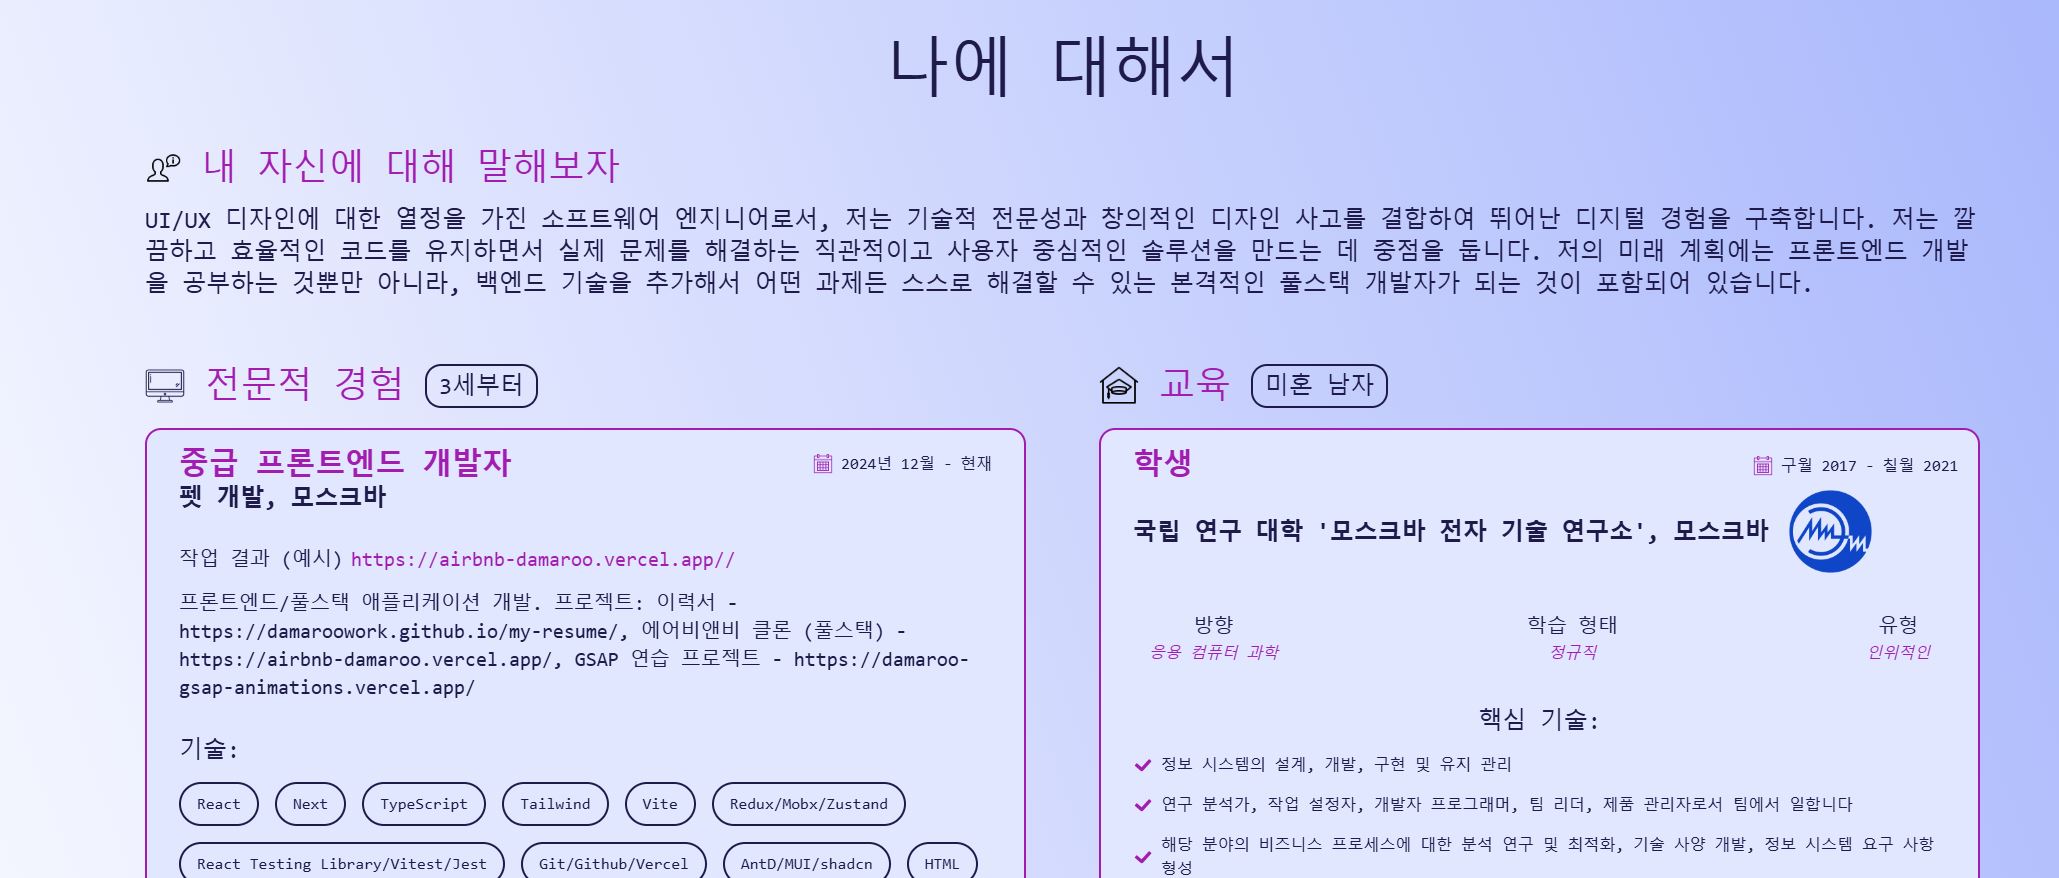 나에 대해서
내 자신에 대해 말해보자
UI/UX 디자인에 대한 열정을 가진 소프트웨어 엔지니어로서, 저는 기술적 전문성과 창의적인 디자인 사고를 결합하여 뛰어난 디지털 경험을 구축합니다. 저는 깔
끔하고 효율적인 코드를 유지하면서 실제 문제를 해결하는 직관적이고 사용자 중심적인 솔루션을 만드는 데 중점을 둡니다. 저의 미래 계획에는 프론트엔드 개발
을 공부하는 것뿐만 아니라, 백엔드 기술을 추가해서 어떤 과제든 스스로 해결할 수 있는 본격적인 풀스택 개발자가 되는 것이 포함되어 있습니다.
전문적 경험 3세부터
중급 프론트엔드 개발자 2024년 12월 - 현재
펫 개발, 모스크바
작업 결과 (예시) https://airbnb-damaroo.vercel.app//
프론트엔드/풀스택 애플리케이션 개발. 프로젝트: 이력서 -
https://damaroowork.github.io/my-resume/, 에어비앤비 클론 (풀스택) -
https://airbnb-damaroo.vercel.app/, GSAP 연습 프로젝트 - https://damaroo-
gsap-animations.vercel.app/
기술:
React Next TypeScript Tailwind Vite Redux/Mobx/Zustand
React Testing Library/Vitest/Jest Git/Github/Vercel AntD/MUI/shadcn HTML
교육 미혼 남자
학생 구월 2017 - 칠월 2021
국립 연구 대학 '모스크바 전자 기술 연구소', 모스크바
방향 학습 형태 유형
응용 컴퓨터 과학 정규직 인위적인
핵심 기술:
정보 시스템의 설계, 개발, 구현 및 유지 관리
연구 분석가, 작업 설정자, 개발자 프로그래머, 팀 리더, 제품 관리자로서 팀에서 일합니다
해당 분야의 비즈니스 프로세스에 대한 분석 연구 및 최적화, 기술 사양 개발, 정보 시스템 요구 사항
형성